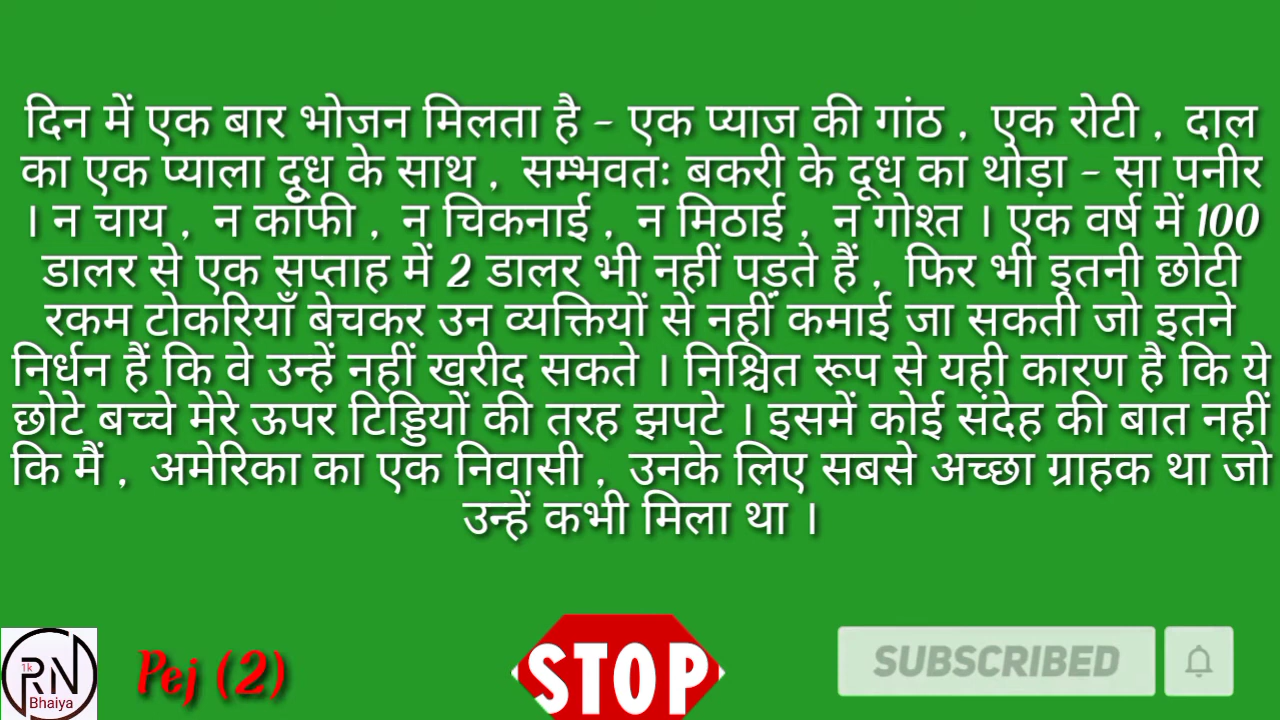 दिन में एक बार भोजन मिलता है - एक प्याज की गांठ , एक रोटी , दाल
का एक प्याला दूध के साथ , सम्भवतः बकरी के दूध का थोड़ा - सा पनीर
। न चाय , न कॉफी , न चिकनाई , न मिठाई , न गोश्त । एक वर्ष में 100
डालर से एक सप्ताह में 2 डालर भी नहीं पड़ते हैं , फिर भी इतनी छोटी
रकम टोकरियाँ बेचकर उन व्यक्तियों से नहीं कमाई जा सकती जो इतने
निर्धन हैं कि वे उन्हें नहीं खरीद सकते । निश्चित रूप से यही कारण है कि ये
छोटे बच्चे मेरे ऊपर टिड्डियों की तरह झपटे । इसमें कोई संदेह की बात नहीं
कि मैं , अमेरिका का एक निवासी , उनके लिए सबसे अच्छा ग्राहक था जो
उन्हें कभी मिला था ।
1k RN Bhaiya
Pej (2)
STOP
SUBSCRIBED